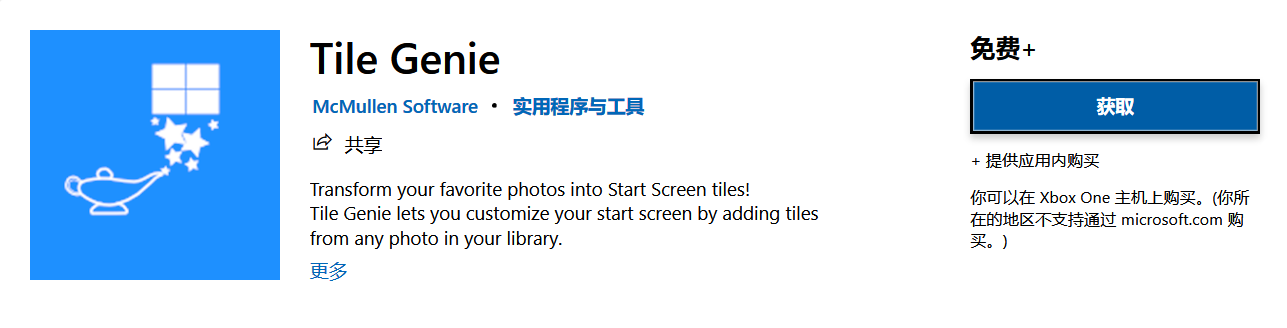 Tile Genie
McMullen Software • 实用程序与工具
共享
Transform your favorite photos into Start Screen tiles!
Tile Genie lets you customize your start screen by adding tiles
from any photo in your library.
更多
免费+
获取
+ 提供应用内购买
你可以在 Xbox One 主机上购买。(你所
在的地区不支持通过 microsoft.com 购
买。)